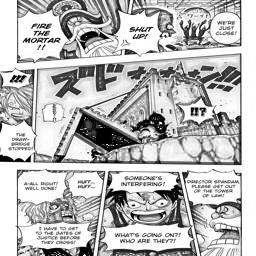 FIRE
THE
MORTAR
!!
SHUT
UP!
WE'RE
JUST
CLOSE!
!!!
!!?
THE
DRAW-
BRIDGE
STOPPED!
A-ALL RIGHT!
WELL DONE!
HUFF...
HUFF...
I HAVE TO GET
TO THE GATES OF
JUSTICE BEFORE
THEY CROSS!
SOMEONE'S
INTERFERING!
WHAT'S GOING ON?!
WHO ARE THEY?!
DIRECTOR SPANDAM,
PLEASE GET OUT
OF THE TOWER
OF LAW!